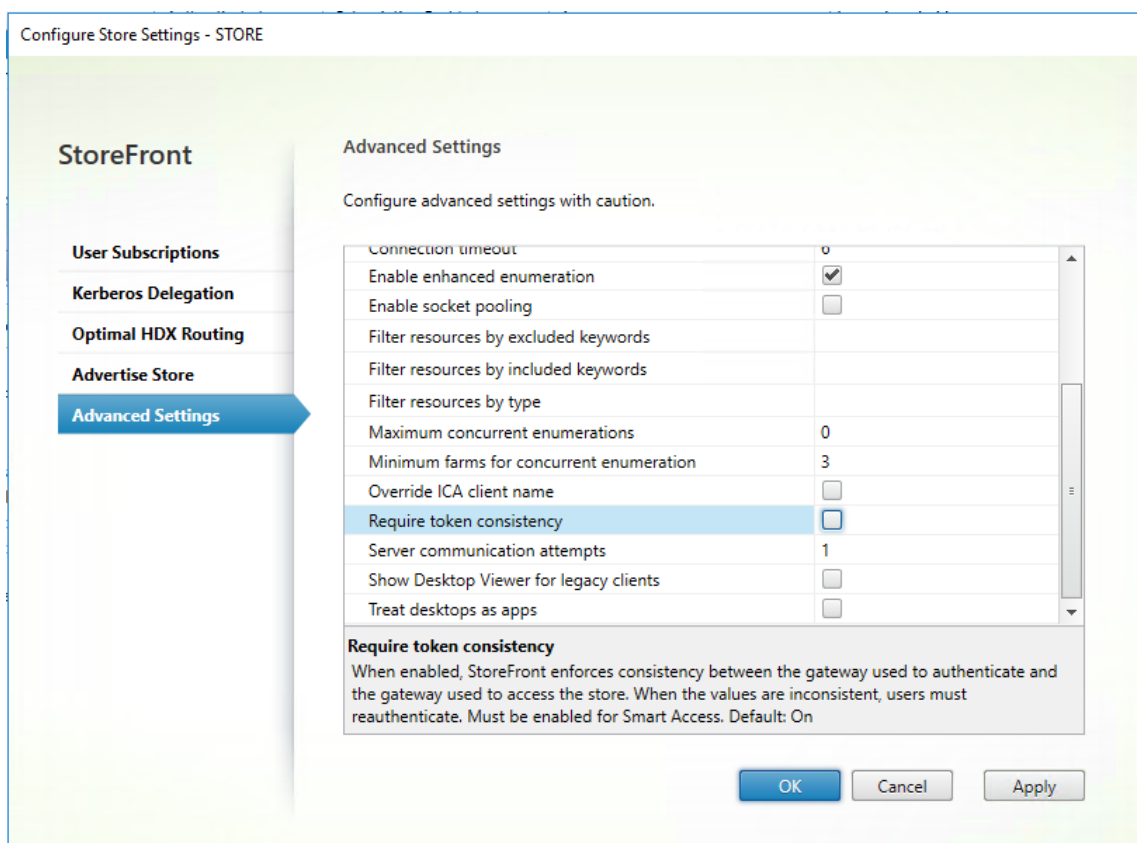 Configure Store Settings - STORE
StoreFront
User Subscriptions
Kerberos Delegation
Optimal HDX Routing
Advertise Store
Advanced Settings
Advanced Settings
Configure advanced settings with caution.
Connection timeout 6
Enable enhanced enumeration
Enable socket pooling
Filter resources by excluded keywords
Filter resources by included keywords
Filter resources by type
Maximum concurrent enumerations 0
Minimum farms for concurrent enumeration 3
Override ICA client name
Require token consistency
Server communication attempts 1
Show Desktop Viewer for legacy clients
Treat desktops as apps
Require token consistency
When enabled, StoreFront enforces consistency between the gateway used to authenticate and
the gateway used to access the store. When the values are inconsistent, users must
reauthenticate. Must be enabled for Smart Access. Default: On
OK Cancel Apply